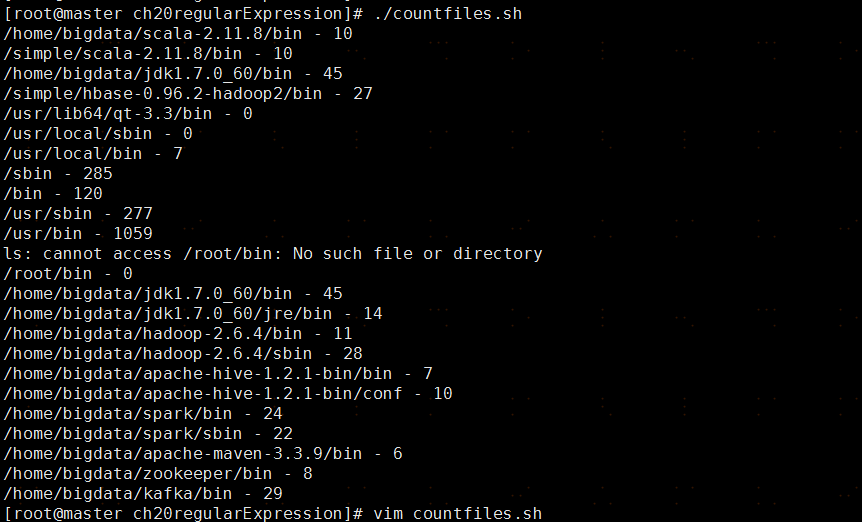 [root@master ch20regularExpression]# ./countfiles.sh
/home/bigdata/scala-2.11.8/bin - 10
/simple/scala-2.11.8/bin - 10
/home/bigdata/jdk1.7.0_60/bin - 45
/simple/hbase-0.96.2-hadoop2/bin - 27
/usr/lib64/qt-3.3/bin - 0
/usr/local/sbin - 0
/usr/local/bin - 7
/sbin - 285
/bin - 120
/usr/sbin - 277
/usr/bin - 1059
ls: cannot access /root/bin: No such file or directory
/root/bin - 0
/home/bigdata/jdk1.7.0_60/bin - 45
/home/bigdata/jdk1.7.0_60/jre/bin - 14
/home/bigdata/hadoop-2.6.4/bin - 11
/home/bigdata/hadoop-2.6.4/sbin - 28
/home/bigdata/apache-hive-1.2.1-bin/bin - 7
/home/bigdata/apache-hive-1.2.1-bin/conf - 10
/home/bigdata/spark/bin - 24
/home/bigdata/spark/sbin - 22
/home/bigdata/apache-maven-3.3.9/bin - 6
/home/bigdata/zookeeper/bin - 8
/home/bigdata/kafka/bin - 29
[root@master ch20regularExpression]# vim countfiles.sh